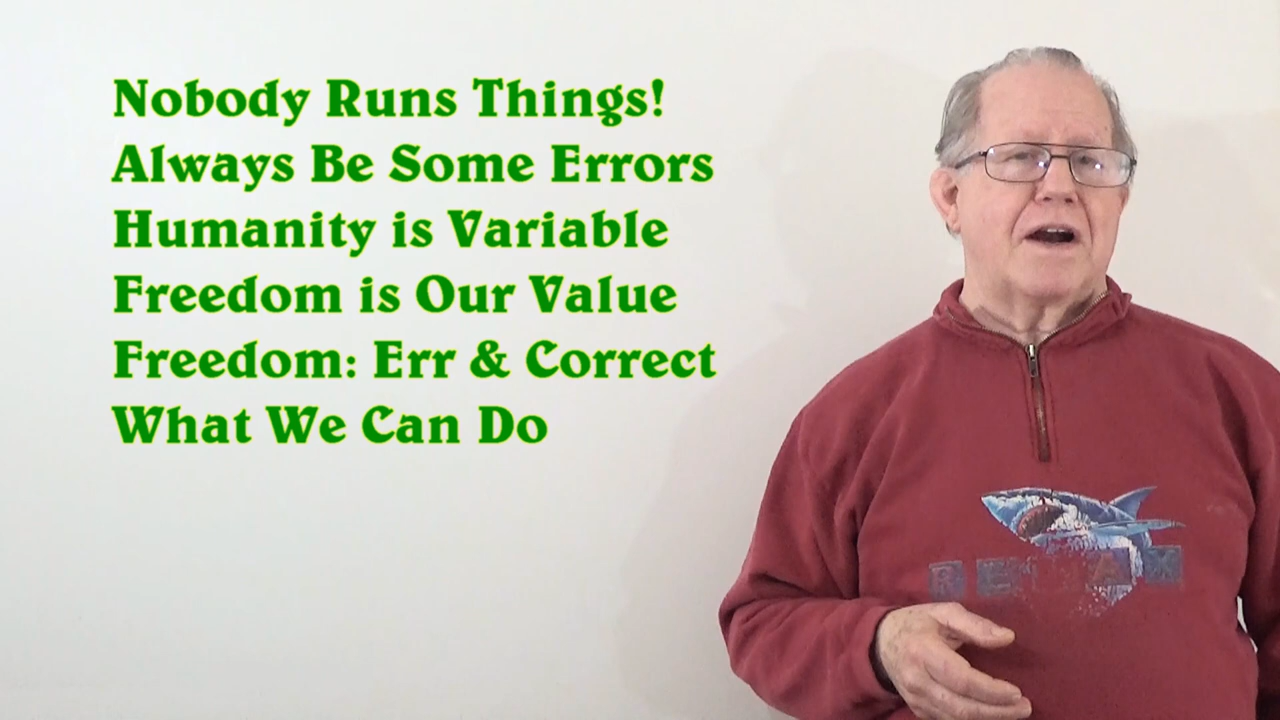 Nobody Runs Things!
Always Be Some Errors
Humanity is Variable
Freedom is Our Value
Freedom: Err & Correct
What We Can Do